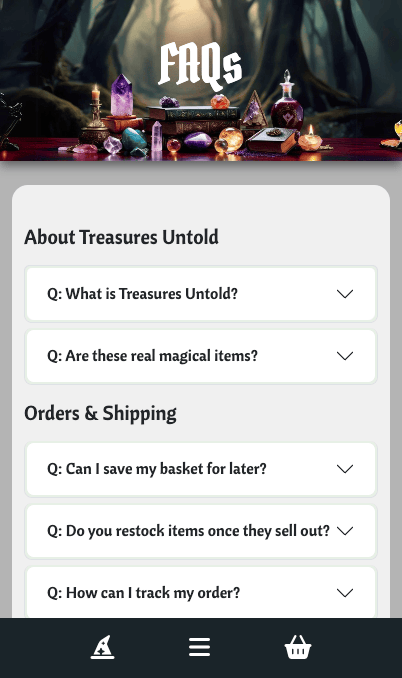 FAQs
About Treasures Untold
Q: What is Treasures Untold?
Q: Are these real magical items?
Orders & Shipping
Q: Can I save my basket for later?
Q: Do you restock items once they sell out?
Q: How can I track my order?